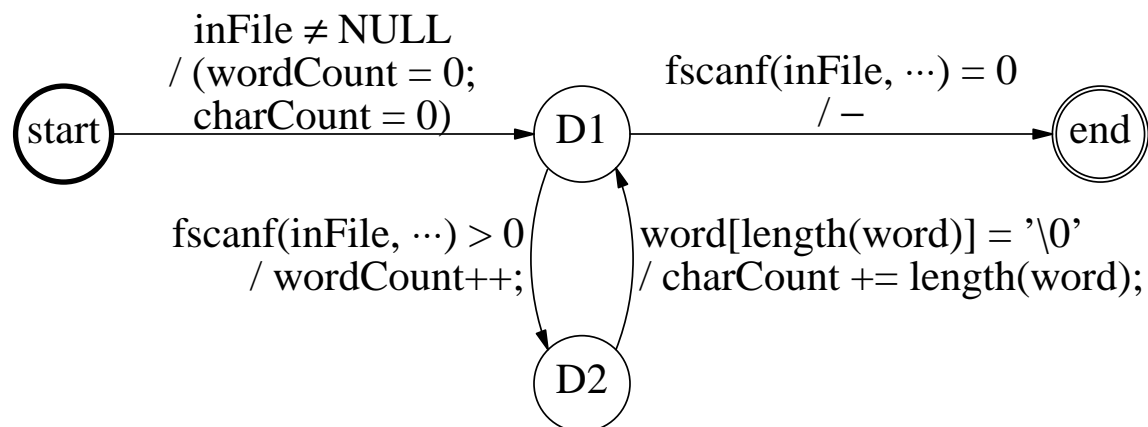 inFile ≠ NULL
/ (wordCount = 0;
charCount = 0)
fscanf(inFile, ···) = 0
/ –
start
D1
end
fscanf(inFile, ···) > 0
/ wordCount++;
word[length(word)] = ’\0’
/ charCount += length(word);
D2